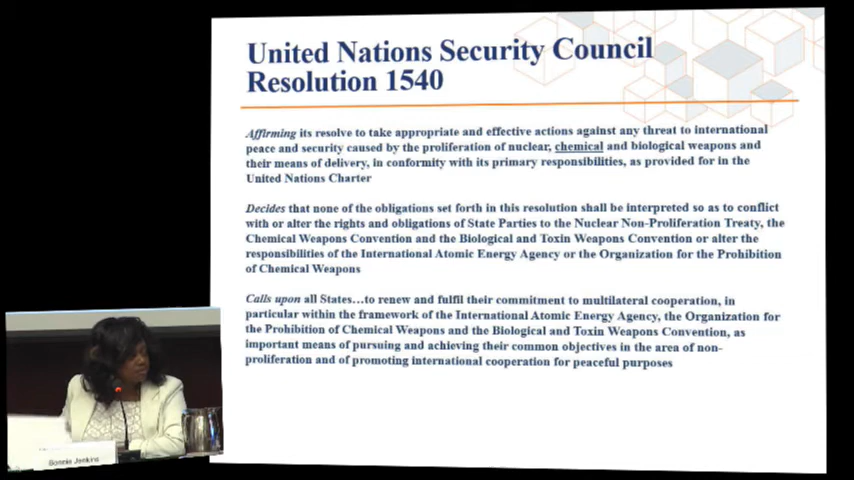 United Nations Security Council
Resolution 1540
Affirming its resolve to take appropriate and effective actions against any threat to international
peace and security caused by the proliferation of nuclear, chemical and biological weapons and
their means of delivery, in conformity with its primary responsibilities, as provided for in the
United Nations Charter
Decides that none of the obligations set forth in this resolution shall be interpreted so as to conflict
with or alter the rights and obligations of State Parties to the Nuclear Non-Proliferation Treaty, the
Chemical Weapons Convention and the Biological and Toxin Weapons Convention or alter the
responsibilities of the International Atomic Energy Agency or the Organization for the Prohibition
of Chemical Weapons
Calls upon all States…to renew and fulfil their commitment to multilateral cooperation, in
particular within the framework of the International Atomic Energy Agency, the Organization for
the Prohibition of Chemical Weapons and the Biological and Toxin Weapons Convention, as
important means of pursuing and achieving their common objectives in the area of non-
proliferation and of promoting international cooperation for peaceful purposes
Bonnie Jenkins